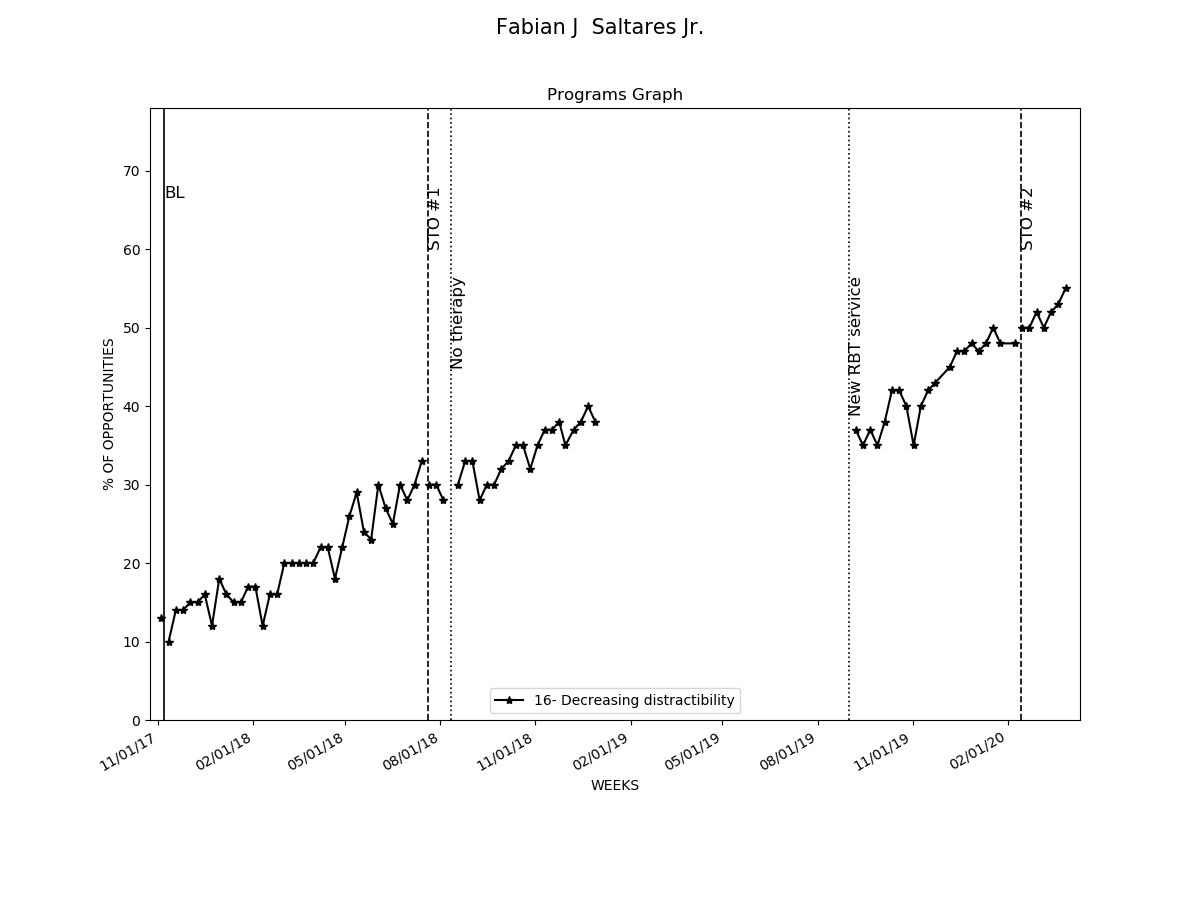 Fabian J  Saltares Jr.
Programs Graph
70
60
50
40
30
20
10
0
% OF OPPORTUNITIES
BL
STO #1
No therapy
New RBT service
STO #2
16- Decreasing distractibility
11/01/17
02/01/18
05/01/18
08/01/18
11/01/18
02/01/19
05/01/19
08/01/19
11/01/19
02/01/20
WEEKS